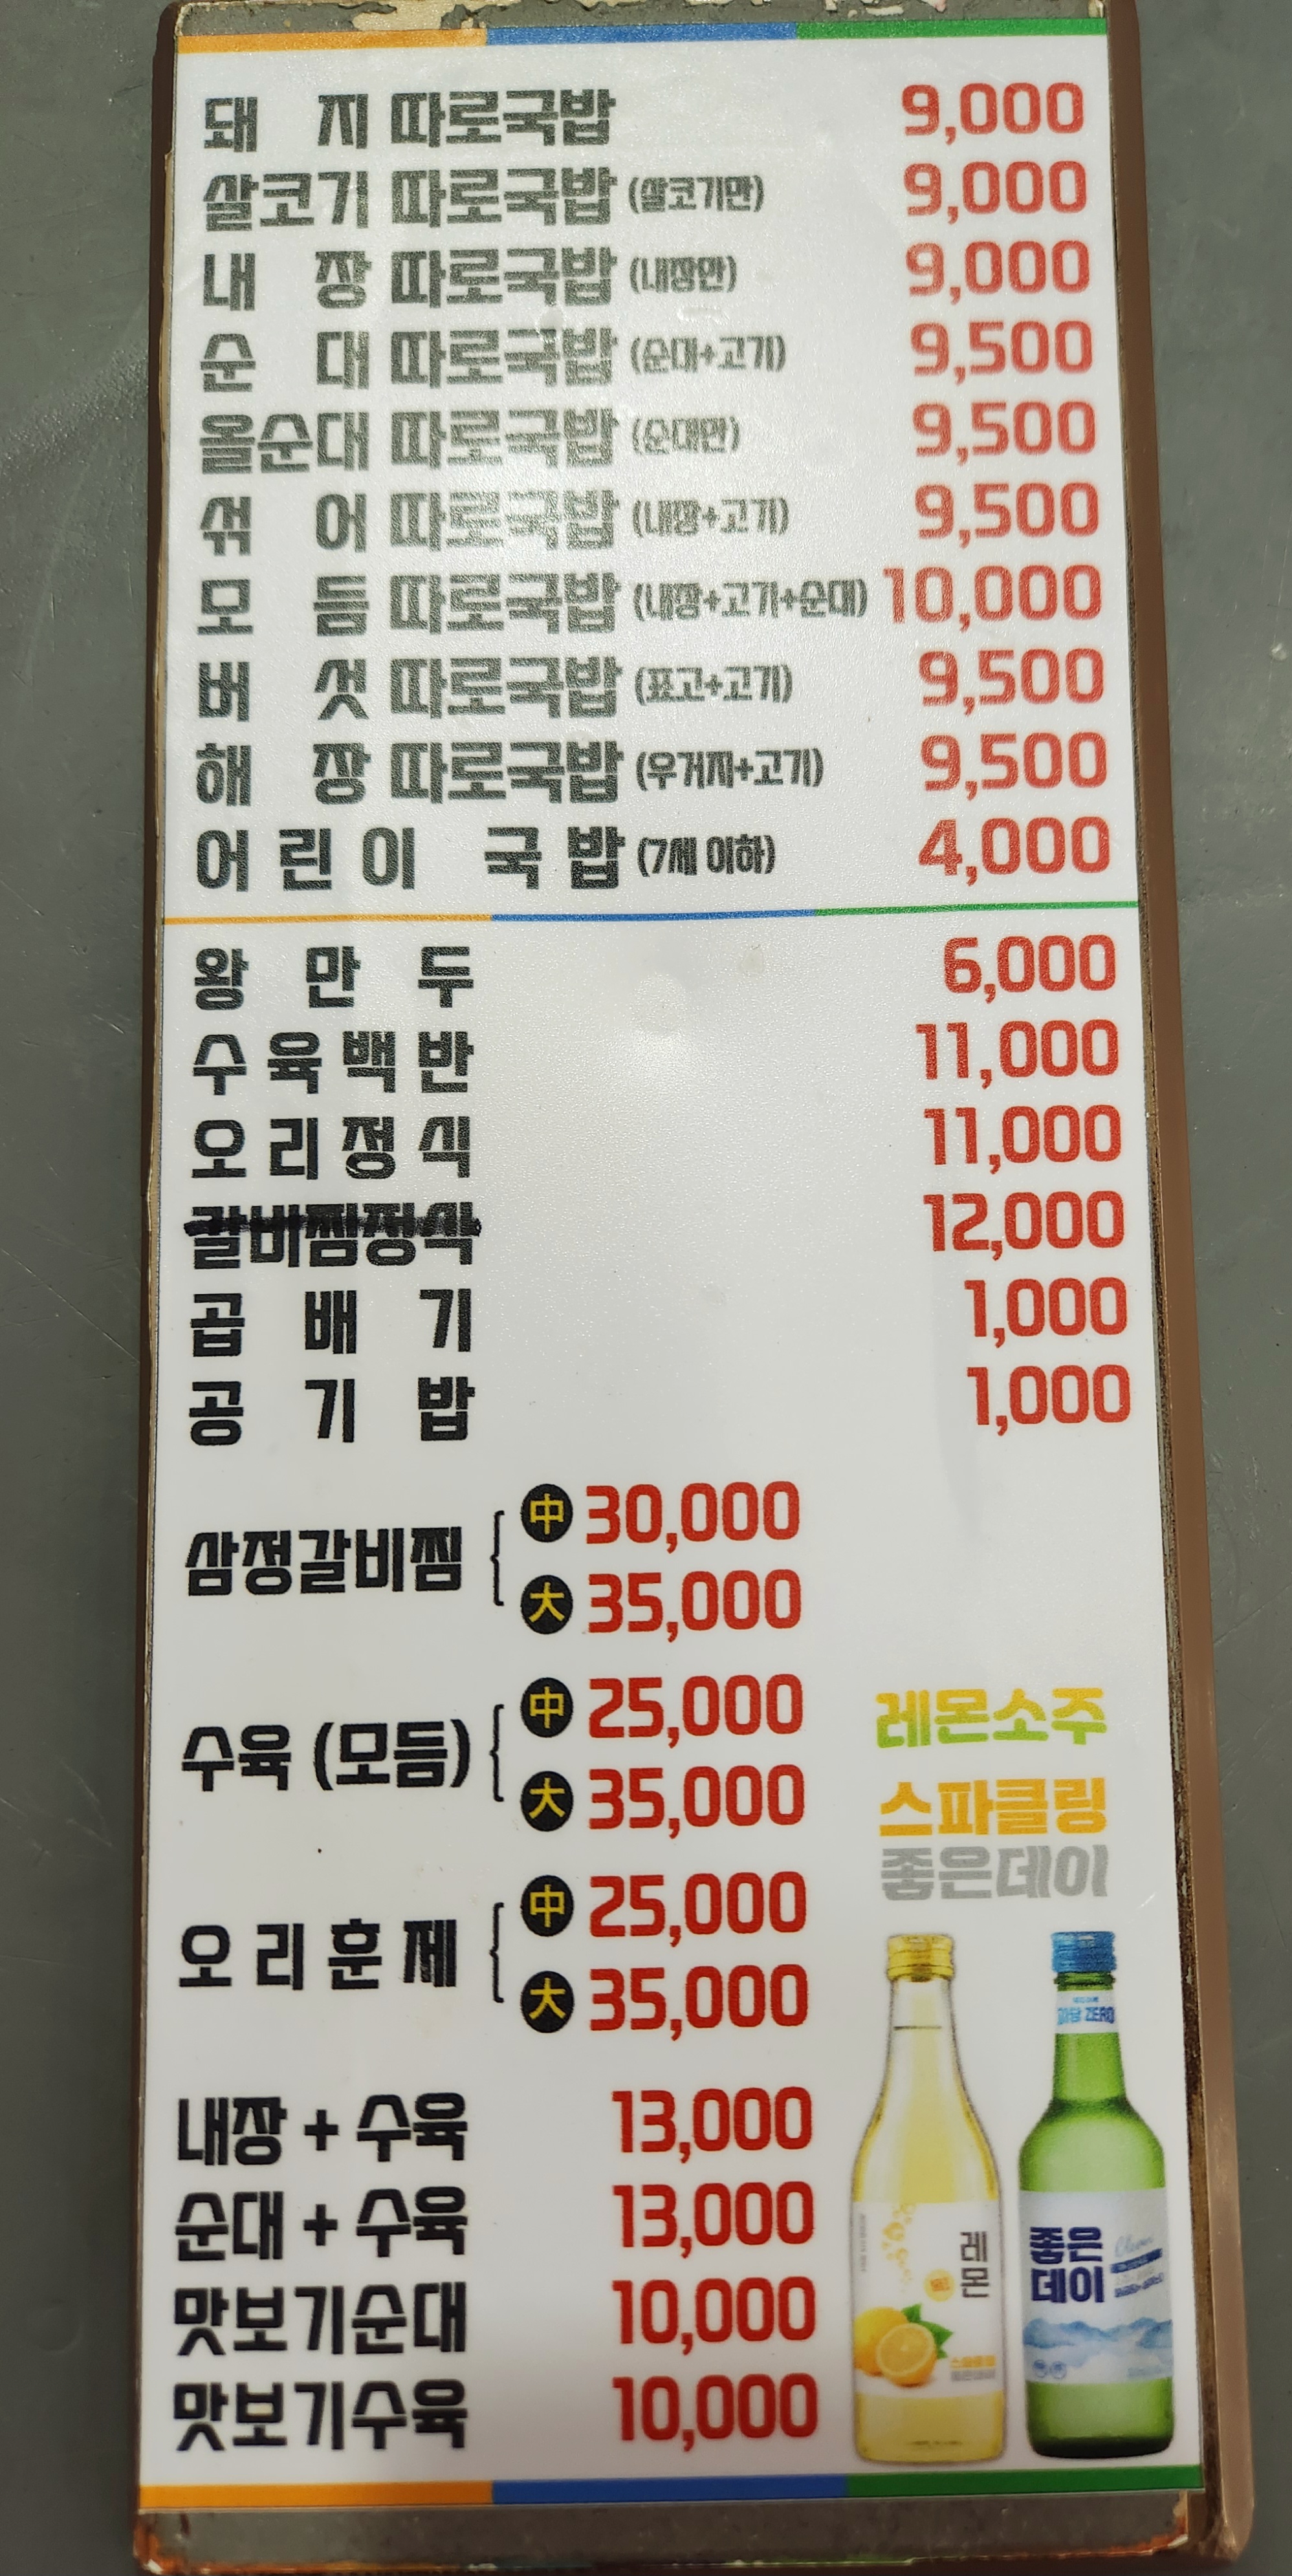 돼 지 따로국밥 9,000
살코기 따로국밥 (살코기만) 9,000
내 장 따로국밥 (내장만) 9,000
순 대 따로국밥 (순대+고기) 9,500
올순대 따로국밥 (순대만) 9,500
섞 어 따로국밥 (내장+고기) 9,500
모 듬 따로국밥 (내장+고기+순대) 10,000
버 섯 따로국밥 (표고+고기) 9,500
해 장 따로국밥 (우거지+고기) 9,500
어 린 이 국 밥 (7세 이하) 4,000
왕 만 두 6,000
수 육 백 반 11,000
오 리 정 식 11,000
갈비찜정식 12,000
곱 배 기 1,000
공 기 밥 1,000
삼정갈비찜
中 30,000
大 35,000
수육 (모듬)
中 25,000
大 35,000
오 리 훈 제
中 25,000
大 35,000
내장 + 수육 13,000
순대 + 수육 13,000
맛보기순대 10,000
맛보기수육 10,000
레몬소주
스파클링
좋은데이
레몬
과당 ZERO
좋은
데이